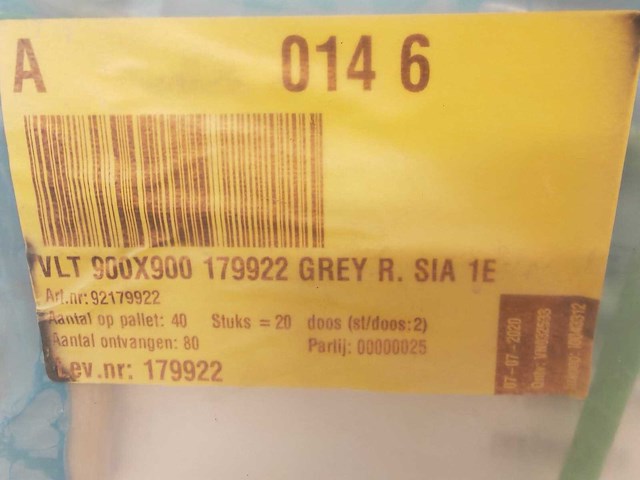 A 014 6
VLT 900X900 179922 GREY R. SIA 1E
Art.nr: 92179922
Aantal op pallet: 40 Stuks = 20 doos (st/doos: 2)
Aantal ontvangen: 80 Partij: 00000025
Lev.nr: 179922
07-07-2020